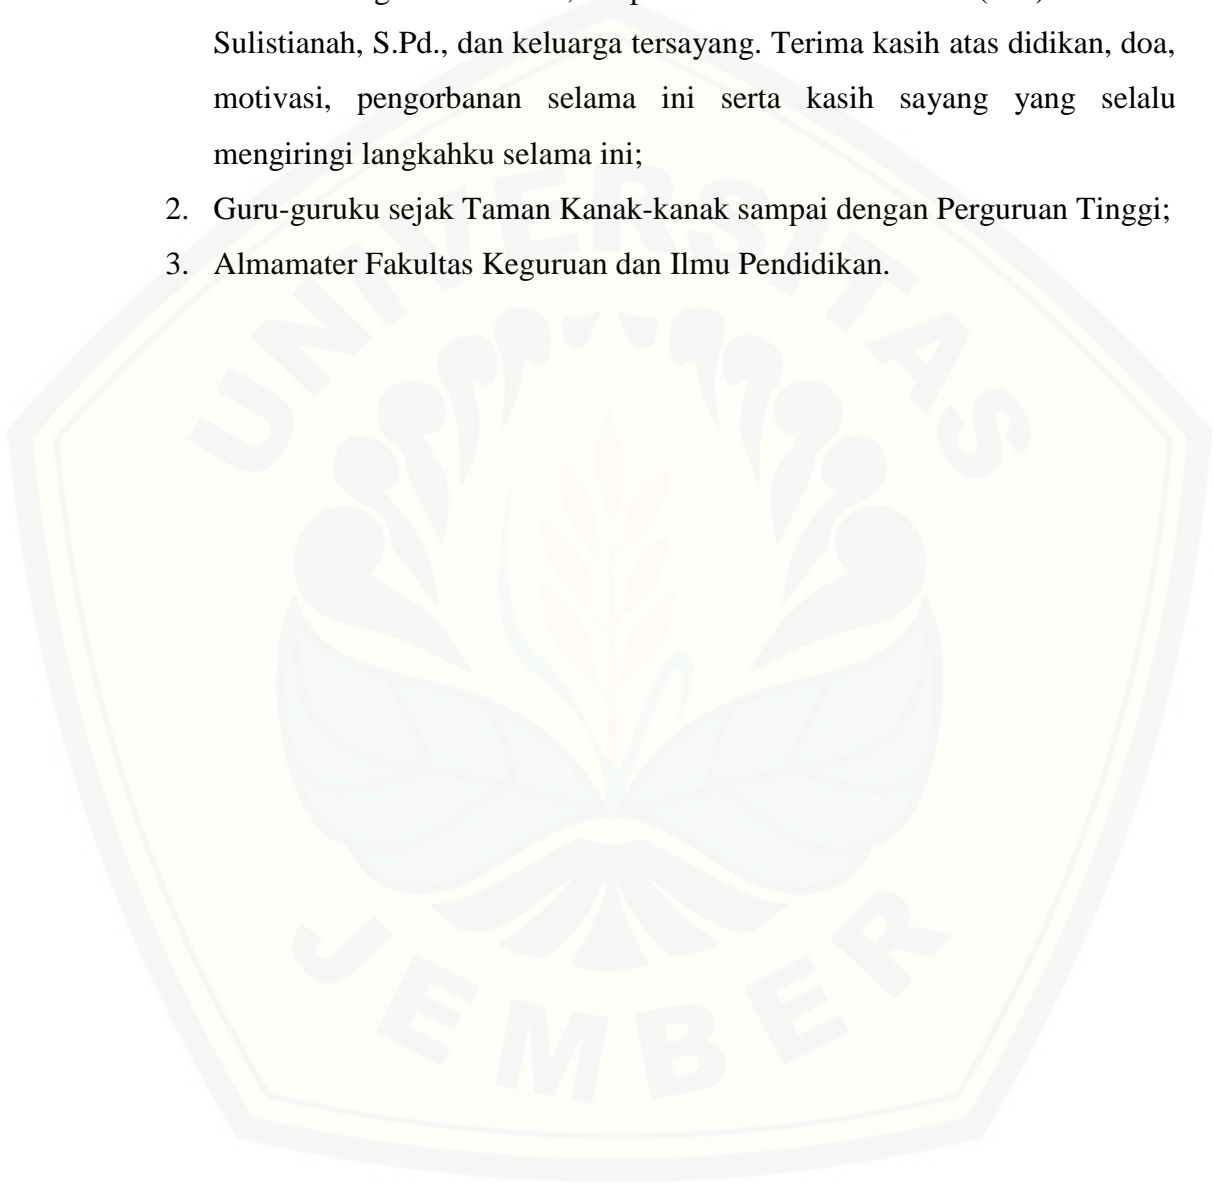 Sulistianah, S.Pd., dan keluarga tersayang. Terima kasih atas didikan, doa,
motivasi, pengorbanan selama ini serta kasih sayang yang selalu
mengiringi langkahku selama ini;
2. Guru-guruku sejak Taman Kanak-kanak sampai dengan Perguruan Tinggi;
3. Almamater Fakultas Keguruan dan Ilmu Pendidikan.
UNIVERSITAS
JEMBER